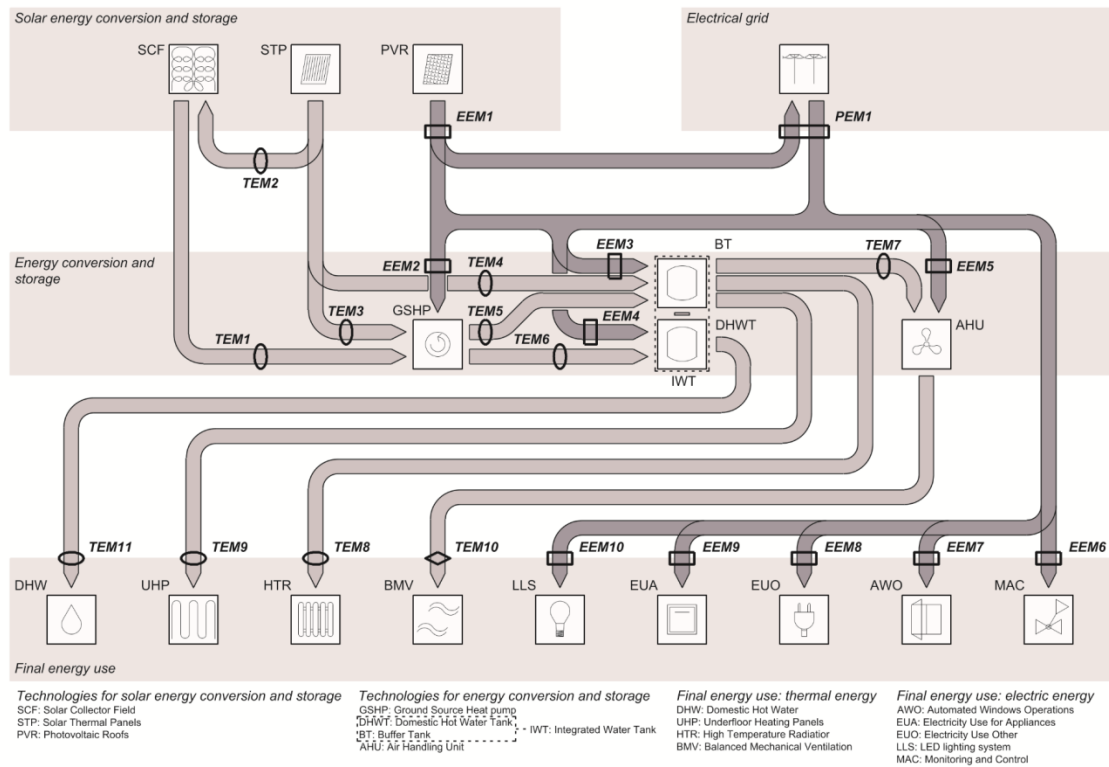 Solar energy conversion and storage
Electrical grid
SCF
STP
PVR
EEM1
PEM1
TEM2
Energy conversion and
storage
EEM2
TEM4
EEM3
BT
TEM7
EEM5
TEM3
GSHP
TEM5
EEM4
DHWT
AHU
TEM1
TEM6
IWT
TEM11
TEM9
TEM8
TEM10
EEM10
EEM9
EEM8
EEM7
EEM6
DHW
UHP
HTR
BMV
LLS
EUA
EUO
AWO
MAC
Final energy use
Technologies for solar energy conversion and storage
SCF: Solar Collector Field
STP: Solar Thermal Panels
PVR: Photovoltaic Roofs
Technologies for energy conversion and storage
GSHP: Ground Source Heat pump
DHWT: Domestic Hot Water Tank
BT: Buffer Tank
IWT: Integrated Water Tank
AHU: Air Handling Unit
Final energy use: thermal energy
DHW: Domestic Hot Water
UHP: Underfloor Heating Panels
HTR: High Temperature Radiatior
BMV: Balanced Mechanical Ventilation
Final energy use: electric energy
AWO: Automated Windows Operations
EUA: Electricity Use for Appliances
EUO: Electricity Use Other
LLS: LED lighting system
MAC: Monitoring and Control